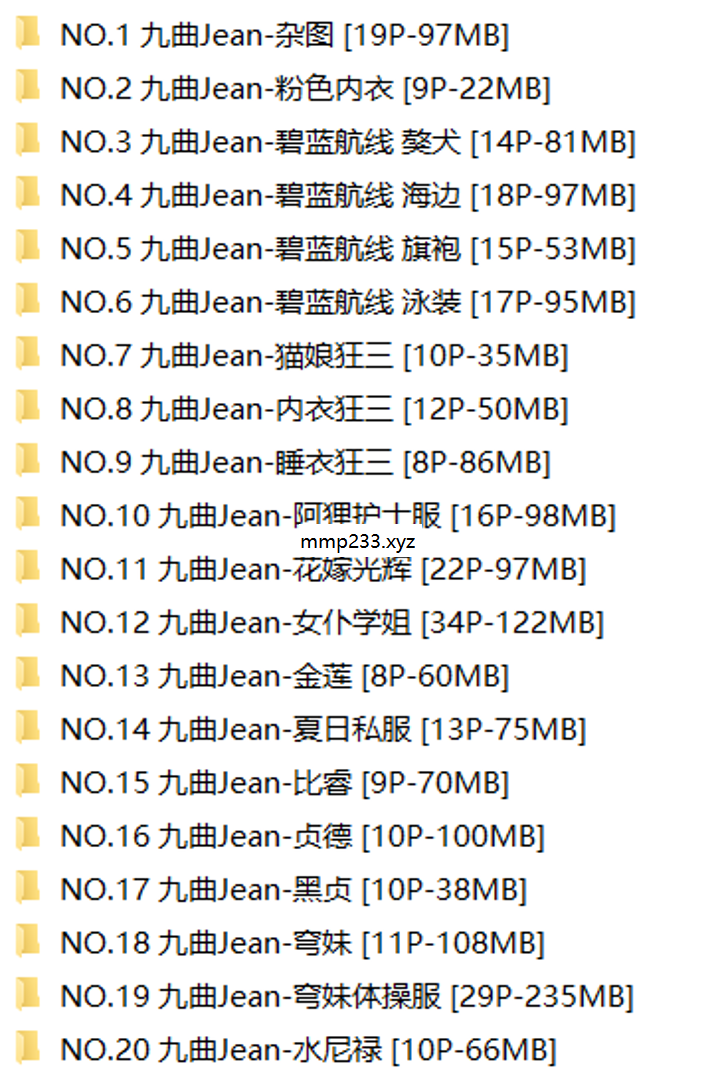 NO.1 九曲Jean-杂图 [19P-97MB]
NO.2 九曲Jean-粉色内衣 [9P-22MB]
NO.3 九曲Jean-碧蓝航线 獒犬 [14P-81MB]
NO.4 九曲Jean-碧蓝航线 海边 [18P-97MB]
NO.5 九曲Jean-碧蓝航线 旗袍 [15P-53MB]
NO.6 九曲Jean-碧蓝航线 泳装 [17P-95MB]
NO.7 九曲Jean-猫娘狂三 [10P-35MB]
NO.8 九曲Jean-内衣狂三 [12P-50MB]
NO.9 九曲Jean-睡衣狂三 [8P-86MB]
NO.10 九曲Jean-阿狸护士服 [16P-98MB]
mmp233.xyz
NO.11 九曲Jean-花嫁光辉 [22P-97MB]
NO.12 九曲Jean-女仆学姐 [34P-122MB]
NO.13 九曲Jean-金莲 [8P-60MB]
NO.14 九曲Jean-夏日私服 [13P-75MB]
NO.15 九曲Jean-比睿 [9P-70MB]
NO.16 九曲Jean-贞德 [10P-100MB]
NO.17 九曲Jean-黑贞 [10P-38MB]
NO.18 九曲Jean-穹妹 [11P-108MB]
NO.19 九曲Jean-穹妹体操服 [29P-235MB]
NO.20 九曲Jean-水尼禄 [10P-66MB]